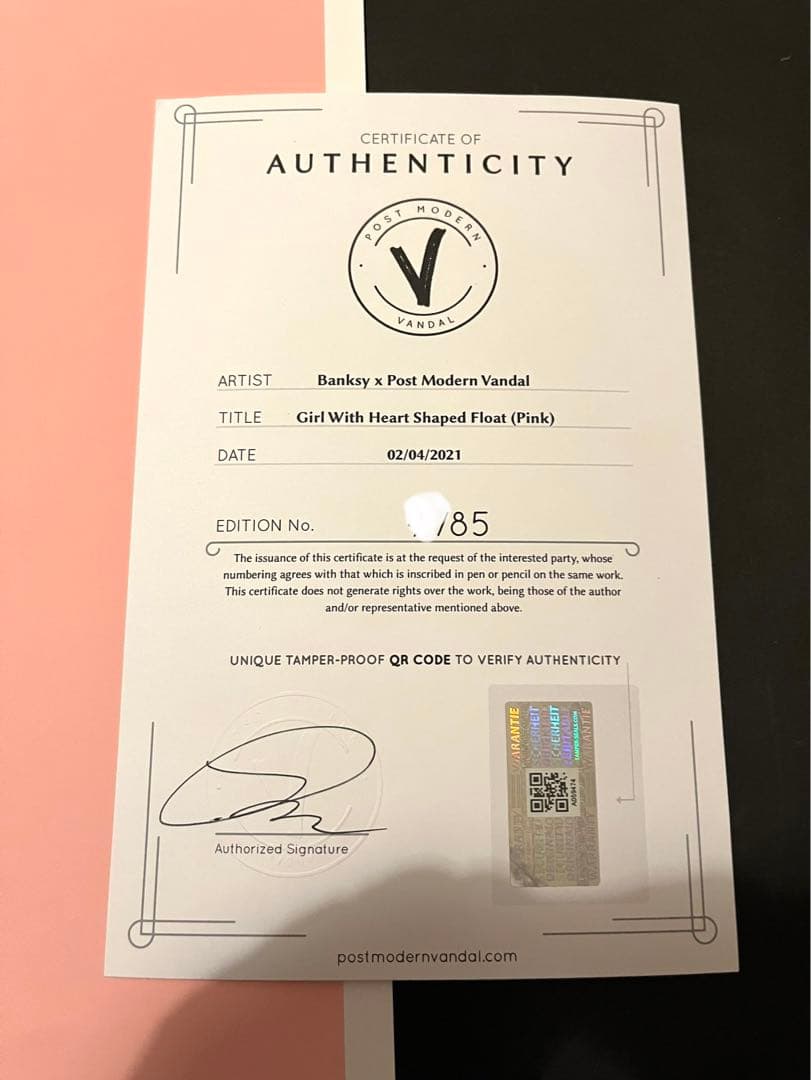 CERTIFICATE OF
AUTHENTICITY
POST MODERN
V
VANDAL
ARTIST Banksy x Post Modern Vandal
TITLE Girl With Heart Shaped Float (Pink)
DATE 02/04/2021
EDITION No. /85
The issuance of this certificate is at the request of the interested party, whose
numbering agrees with that which is inscribed in pen or pencil on the same work.
This certificate does not generate rights over the work, being those of the author
and/or representative mentioned above.
UNIQUE TAMPER-PROOF QR CODE TO VERIFY AUTHENTICITY
SICHERHEIT
TAMPER-SEALS.COM
Authorized Signature
postmodernvandal.com